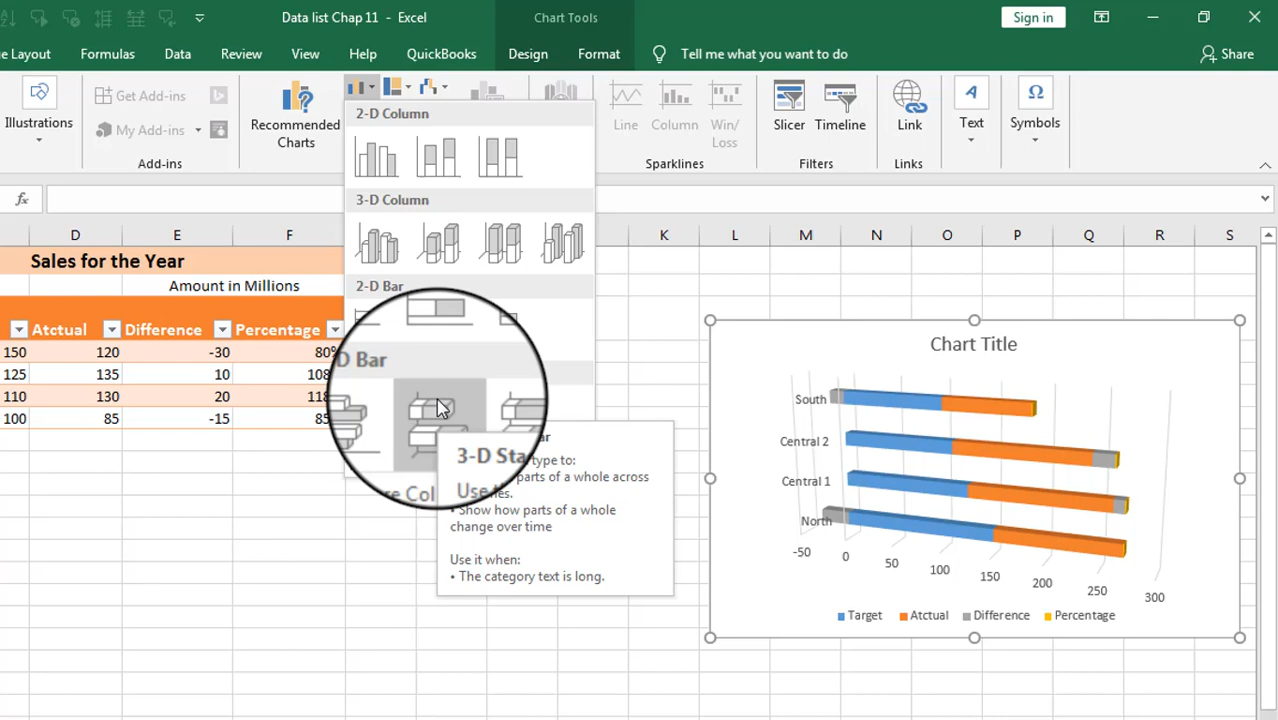 Data list Chap 11 - Excel
Chart Tools
Sign in
Layout
Formulas
Data
Review
View
Help
QuickBooks
Design
Format
Tell me what you want to do
Share
Illustrations
Get Add-ins
My Add-ins
Add-ins
Recommended
Charts
2-D Column
3-D Column
2-D Bar
D Bar
Line
Column
Win/
Loss
Sparklines
Slicer
Timeline
Filters
Link
Links
A
Text
Ω
Symbols
fx
D E F K L M N O P Q R S
Sales for the Year
Amount in Millions
Atctual Difference Percentage
150 120 -30 80%
125 135 10 108
110 130 20 118
100 85 -15 85
3-D Sta
type to:
parts of a whole across
• Show how parts of a whole
change over time
Use it when:
• The category text is long.
Chart Title
South
Central 2
Central 1
North
-50 0 50 100 150 200 250 300
Target Atctual Difference Percentage